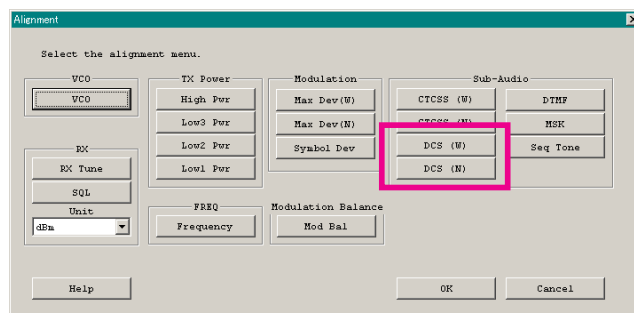 Alignment
Select the alignment menu.
VCO TX Power Modulation Sub-Audio
VCO High Pwr Max Dev(W) CTCSS (W) DTMF
Low3 Pwr Max Dev(N) CTCSS (N) MSK
RX Low2 Pwr Symbol Dev DCS (W) Seq Tone
RX Tune Low1 Pwr DCS (N)
SQL
Unit FREQ Modulation Balance
dBm Frequency Mod Bal
Help OK Cancel